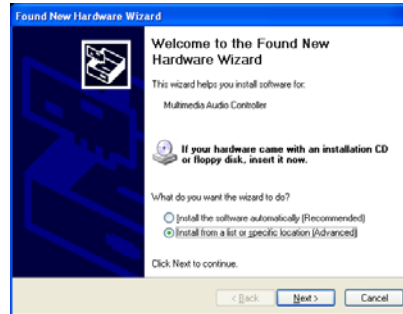 Found New Hardware Wizard
Welcome to the Found New
Hardware Wizard
This wizard helps you install software for:
Multimedia Audio Controller
If your hardware came with an installation CD
or floppy disk, insert it now.
What do you want the wizard to do?
Install the software automatically (Recommended)
Install from a list or specific location (Advanced)
Click Next to continue.
< Back
Next >
Cancel